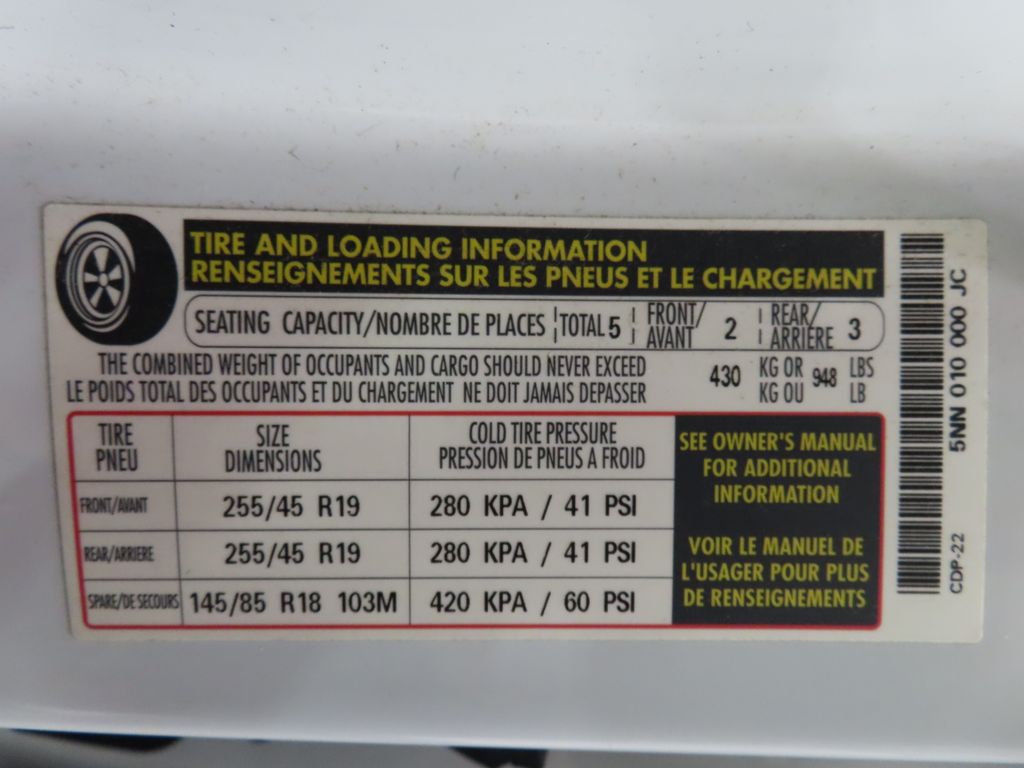 TIRE AND LOADING INFORMATION
RENSEIGNEMENTS SUR LES PNEUS ET LE CHARGEMENT
SEATING CAPACITY/NOMBRE DE PLACES TOTAL 5 FRONT/AVANT 2 REAR/ARRIÈRE 3
THE COMBINED WEIGHT OF OCCUPANTS AND CARGO SHOULD NEVER EXCEED 430 KG OR 948 LBS
LE POIDS TOTAL DES OCCUPANTS ET DU CHARGEMENT NE DOIT JAMAIS DEPASSER KG OU LB
TIRE SIZE COLD TIRE PRESSURE
PNEU DIMENSIONS PRESSION DE PNEUS A FROID
FRONT/AVANT 255/45 R19 280 KPA / 41 PSI
REAR/ARRIERE 255/45 R19 280 KPA / 41 PSI
SPARE/DE SECOURS 145/85 R18 103M 420 KPA / 60 PSI
SEE OWNER'S MANUAL
FOR ADDITIONAL
INFORMATION
VOIR LE MANUEL DE
L'USAGER POUR PLUS
DE RENSEIGNEMENTS
CDP-22 5NN 010 000 JC